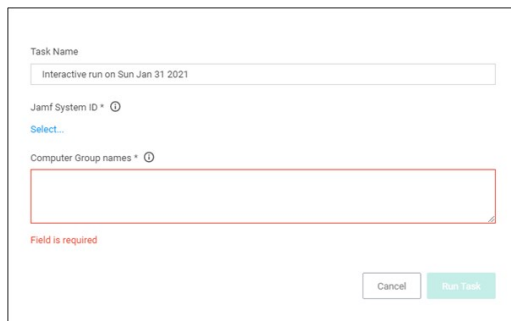 Task Name
Interactive run on Sun Jan 31 2021
Jamf System ID *
Select...
Computer Group names *
Field is required
Cancel Run Task